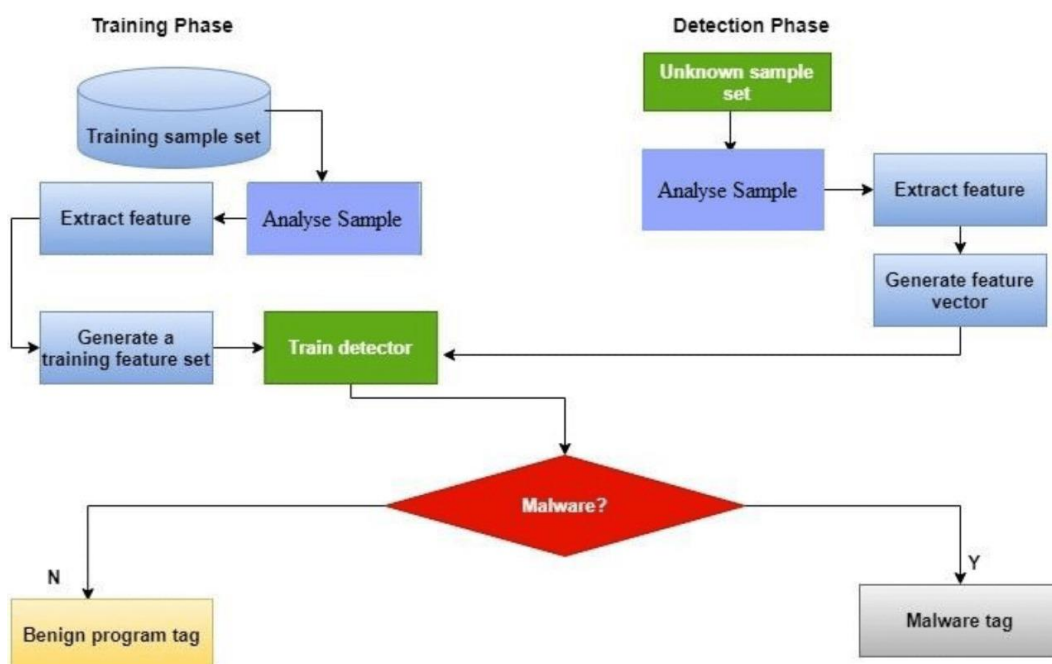 Training Phase
Detection Phase
Training sample set
Unknown sample
set
Extract feature
Analyse Sample
Analyse Sample
Extract feature
Generate feature
vector
Generate a
training feature set
Train detector
Malware?
N
Y
Benign program tag
Malware tag